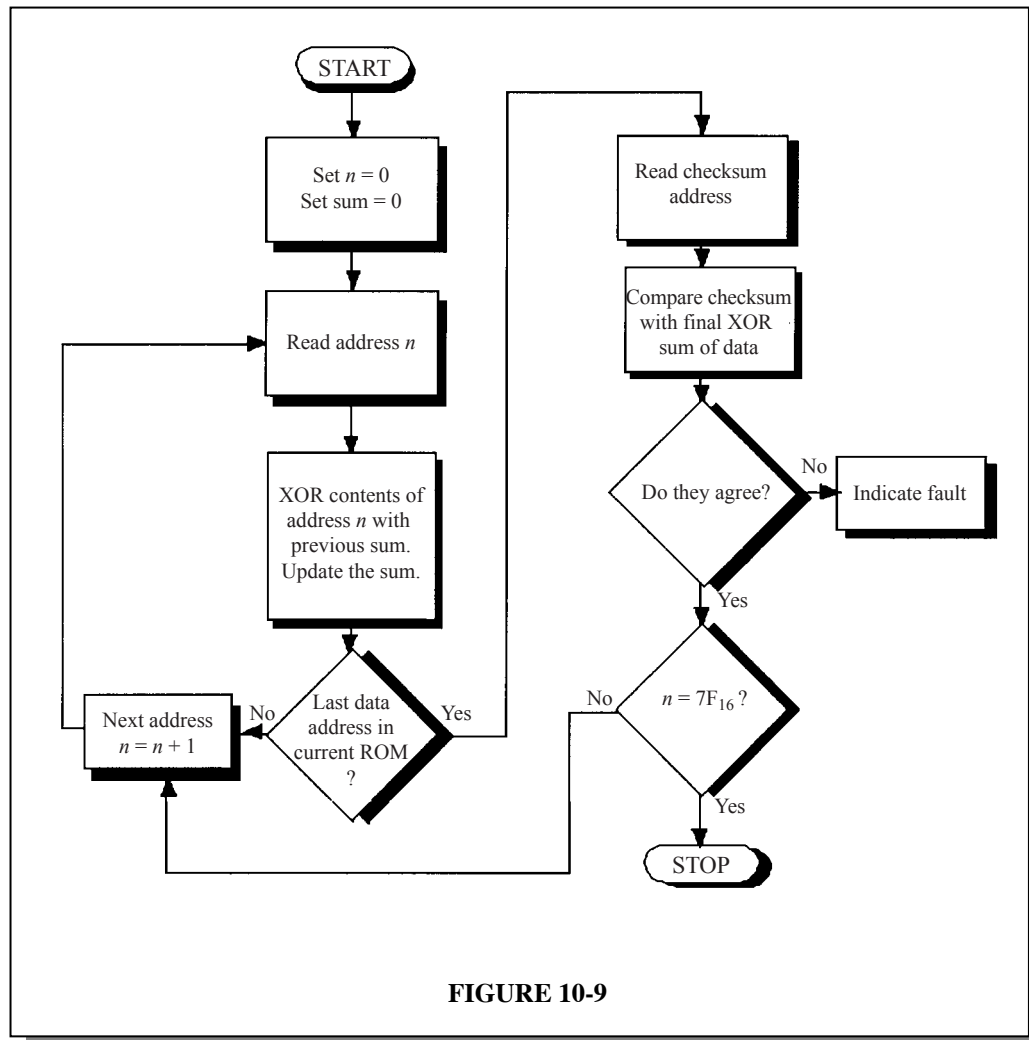 START
Set n = 0
Set sum = 0
Read address n
XOR contents of
address n with
previous sum.
Update the sum.
Last data
address in
current ROM
?
No
Yes
Next address
n = n + 1
Read checksum
address
Compare checksum
with final XOR
sum of data
Do they agree?
No
Indicate fault
Yes
n = 7F₁₆ ?
No
Yes
STOP
FIGURE 10-9